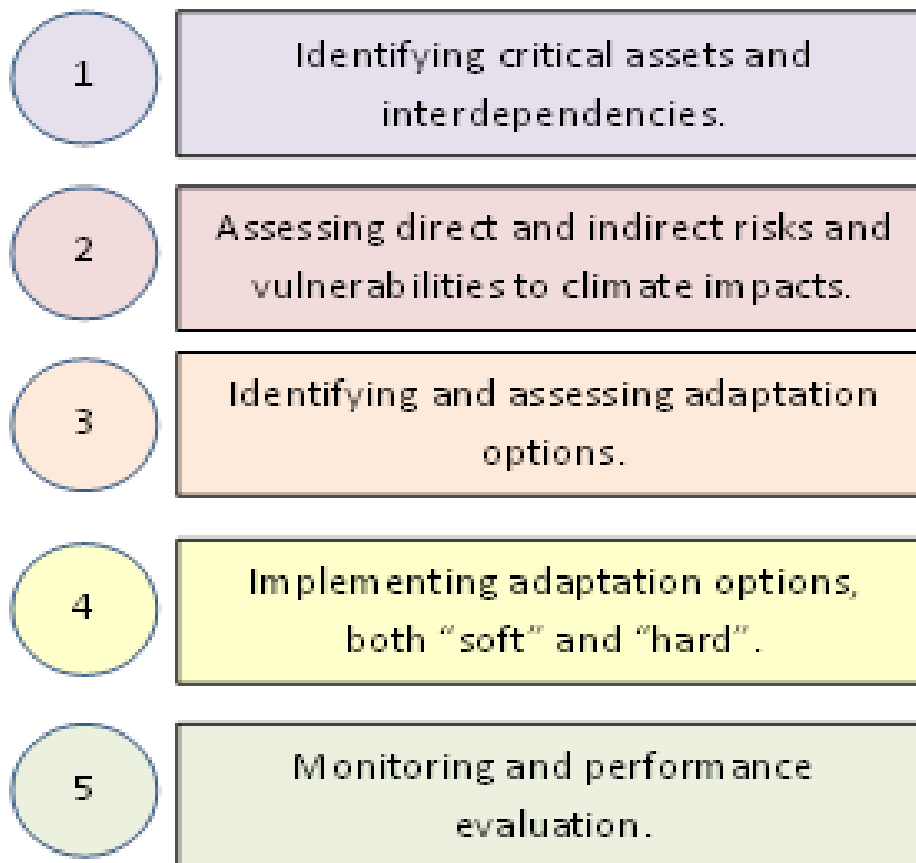 1
Identifying critical assets and
interdependencies.
2
Assessing direct and indirect risks and
vulnerabilities to climate impacts.
3
Identifying and assessing adaptation
options.
4
Implementing adaptation options,
both “soft” and “hard”.
5
Monitoring and performance
evaluation.